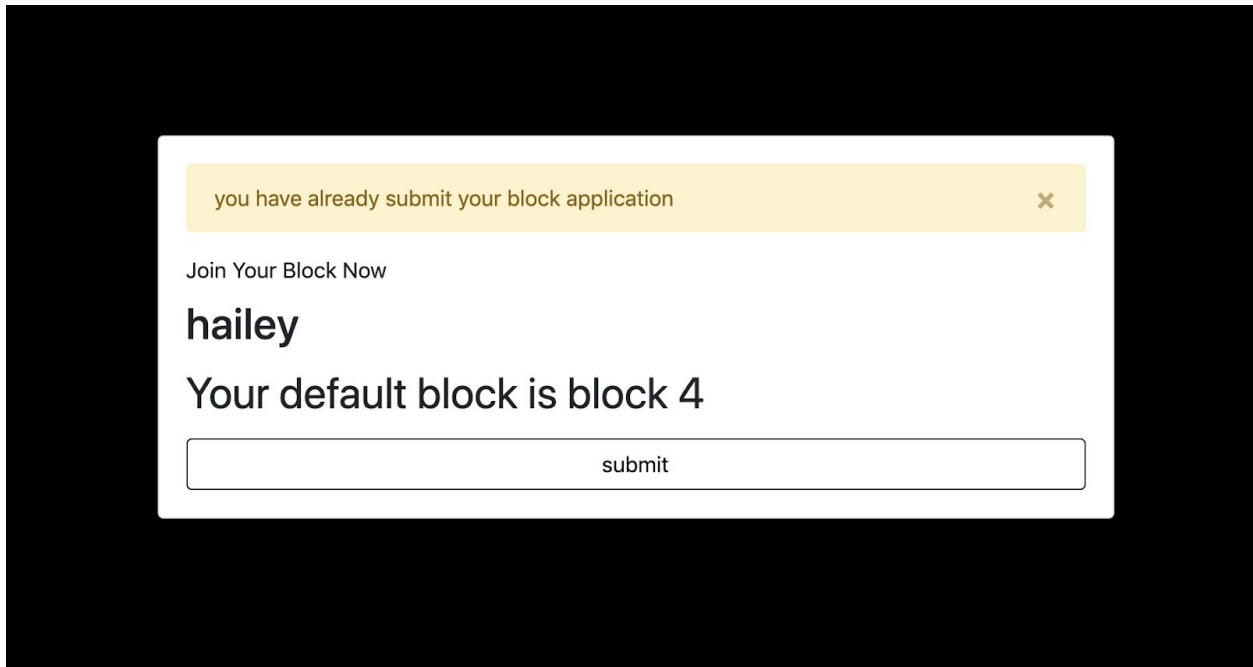 you have already submit your block application
×
Join Your Block Now
hailey
Your default block is block 4
submit